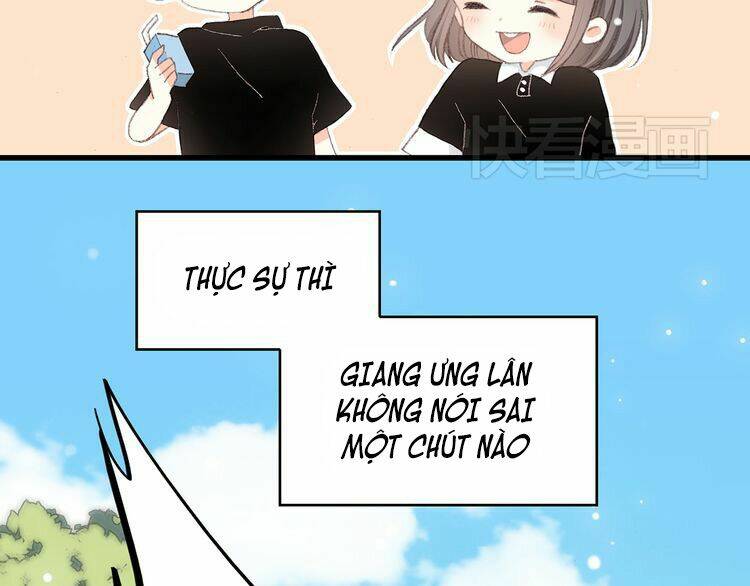 快看漫画
THỰC SỰ THÌ
GIANG ƯNG LÂN
KHÔNG NÓI SAI
MỘT CHÚT NÀO